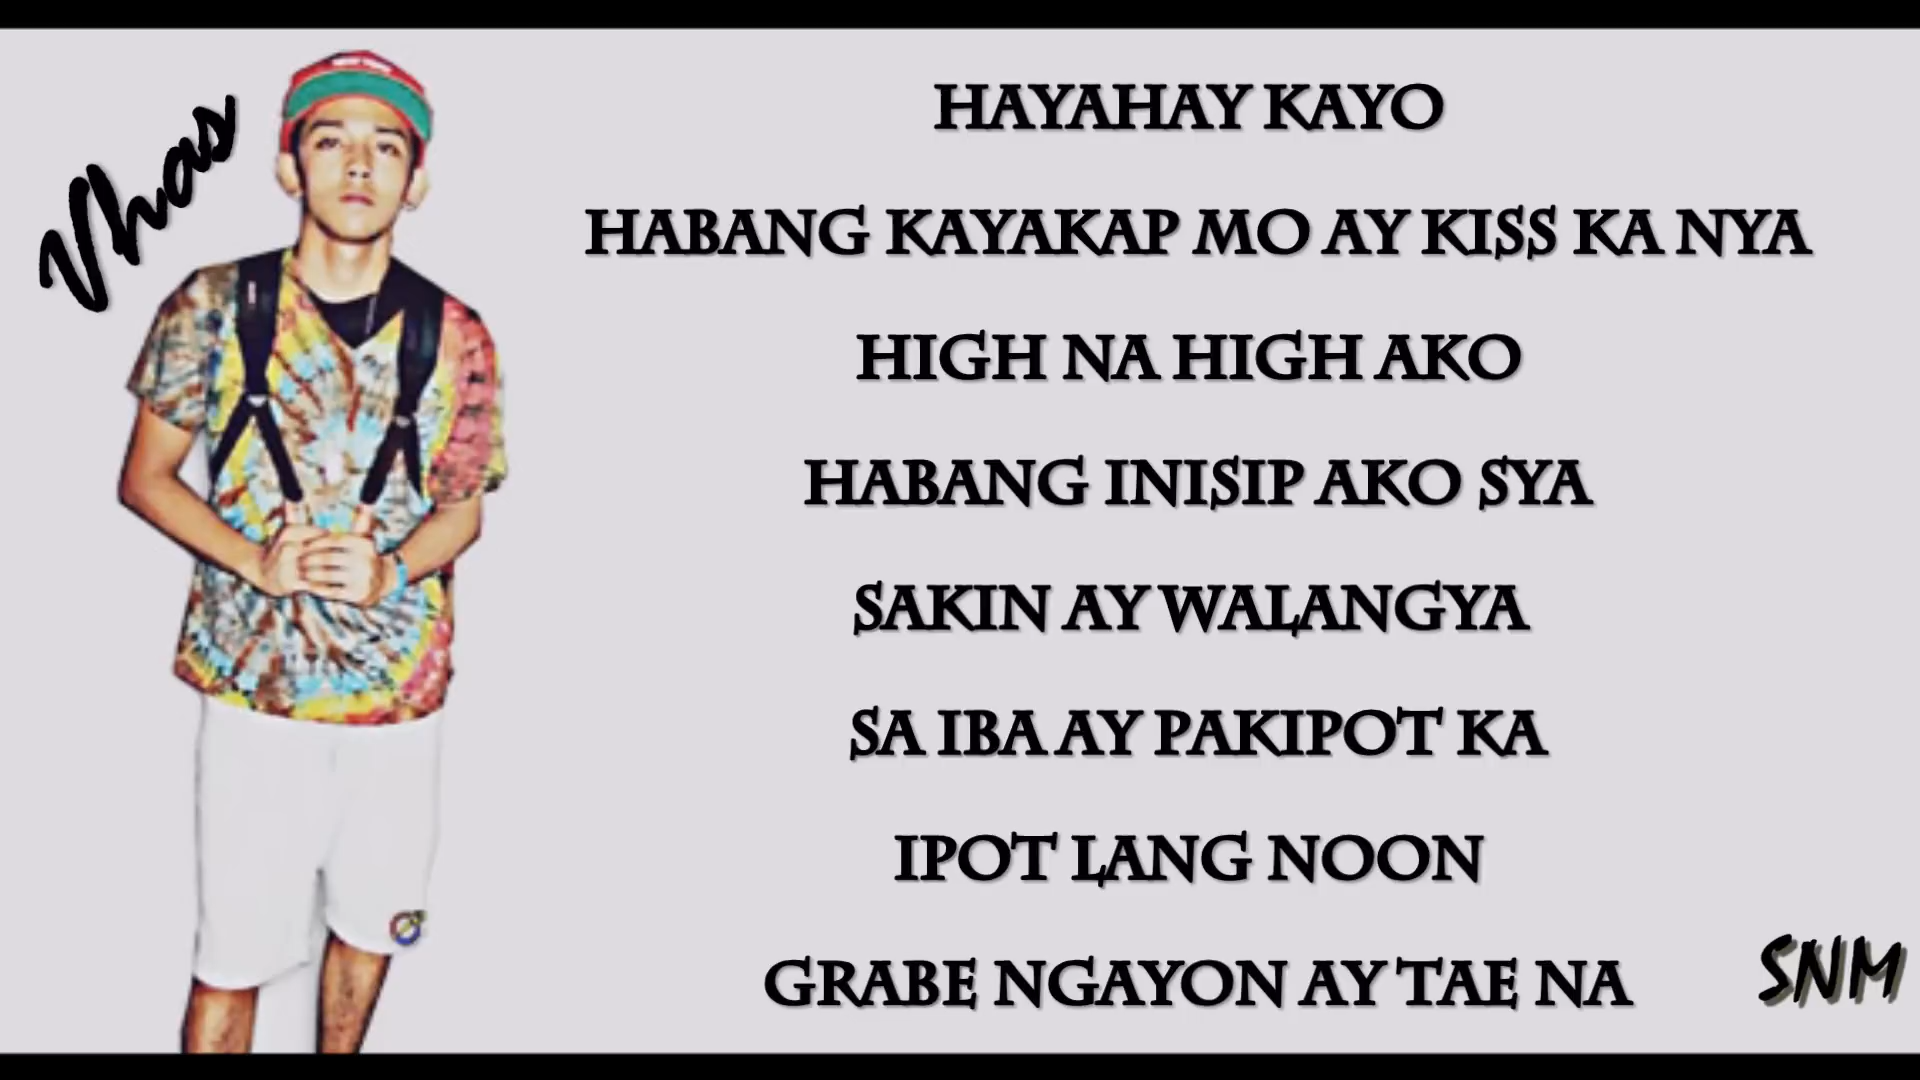 Vhas
HAYAHAY KAYO
HABANG KAYAKAP MO AY KISS KA NYA
HIGH NA HIGH AKO
HABANG INISIP AKO SYA
SAKIN AY WALANGYA
SA IBA AY PAKIPOT KA
IPOT LANG NOON
GRABE NGAYON AY TAE NA
SNM